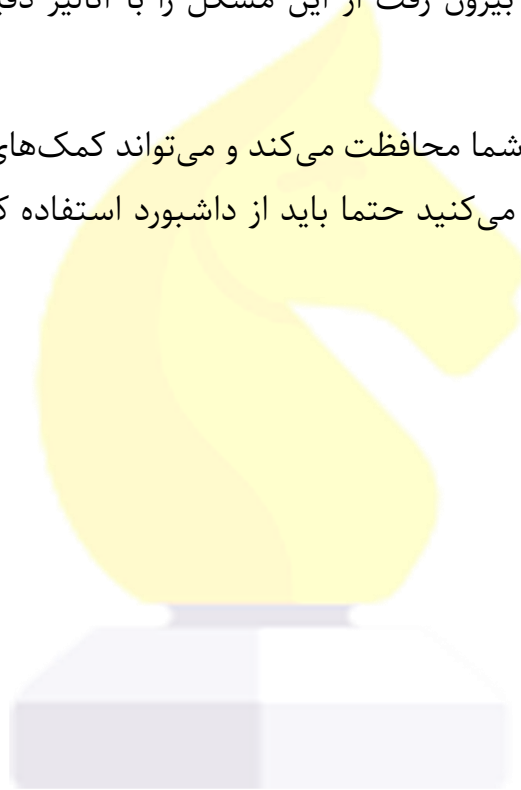 بیرون رفت از این مشکل را با آنالیز
شما محافظت می‌کند و می‌تواند کمک‌های
می‌کنید حتما باید از داشبورد استفاده